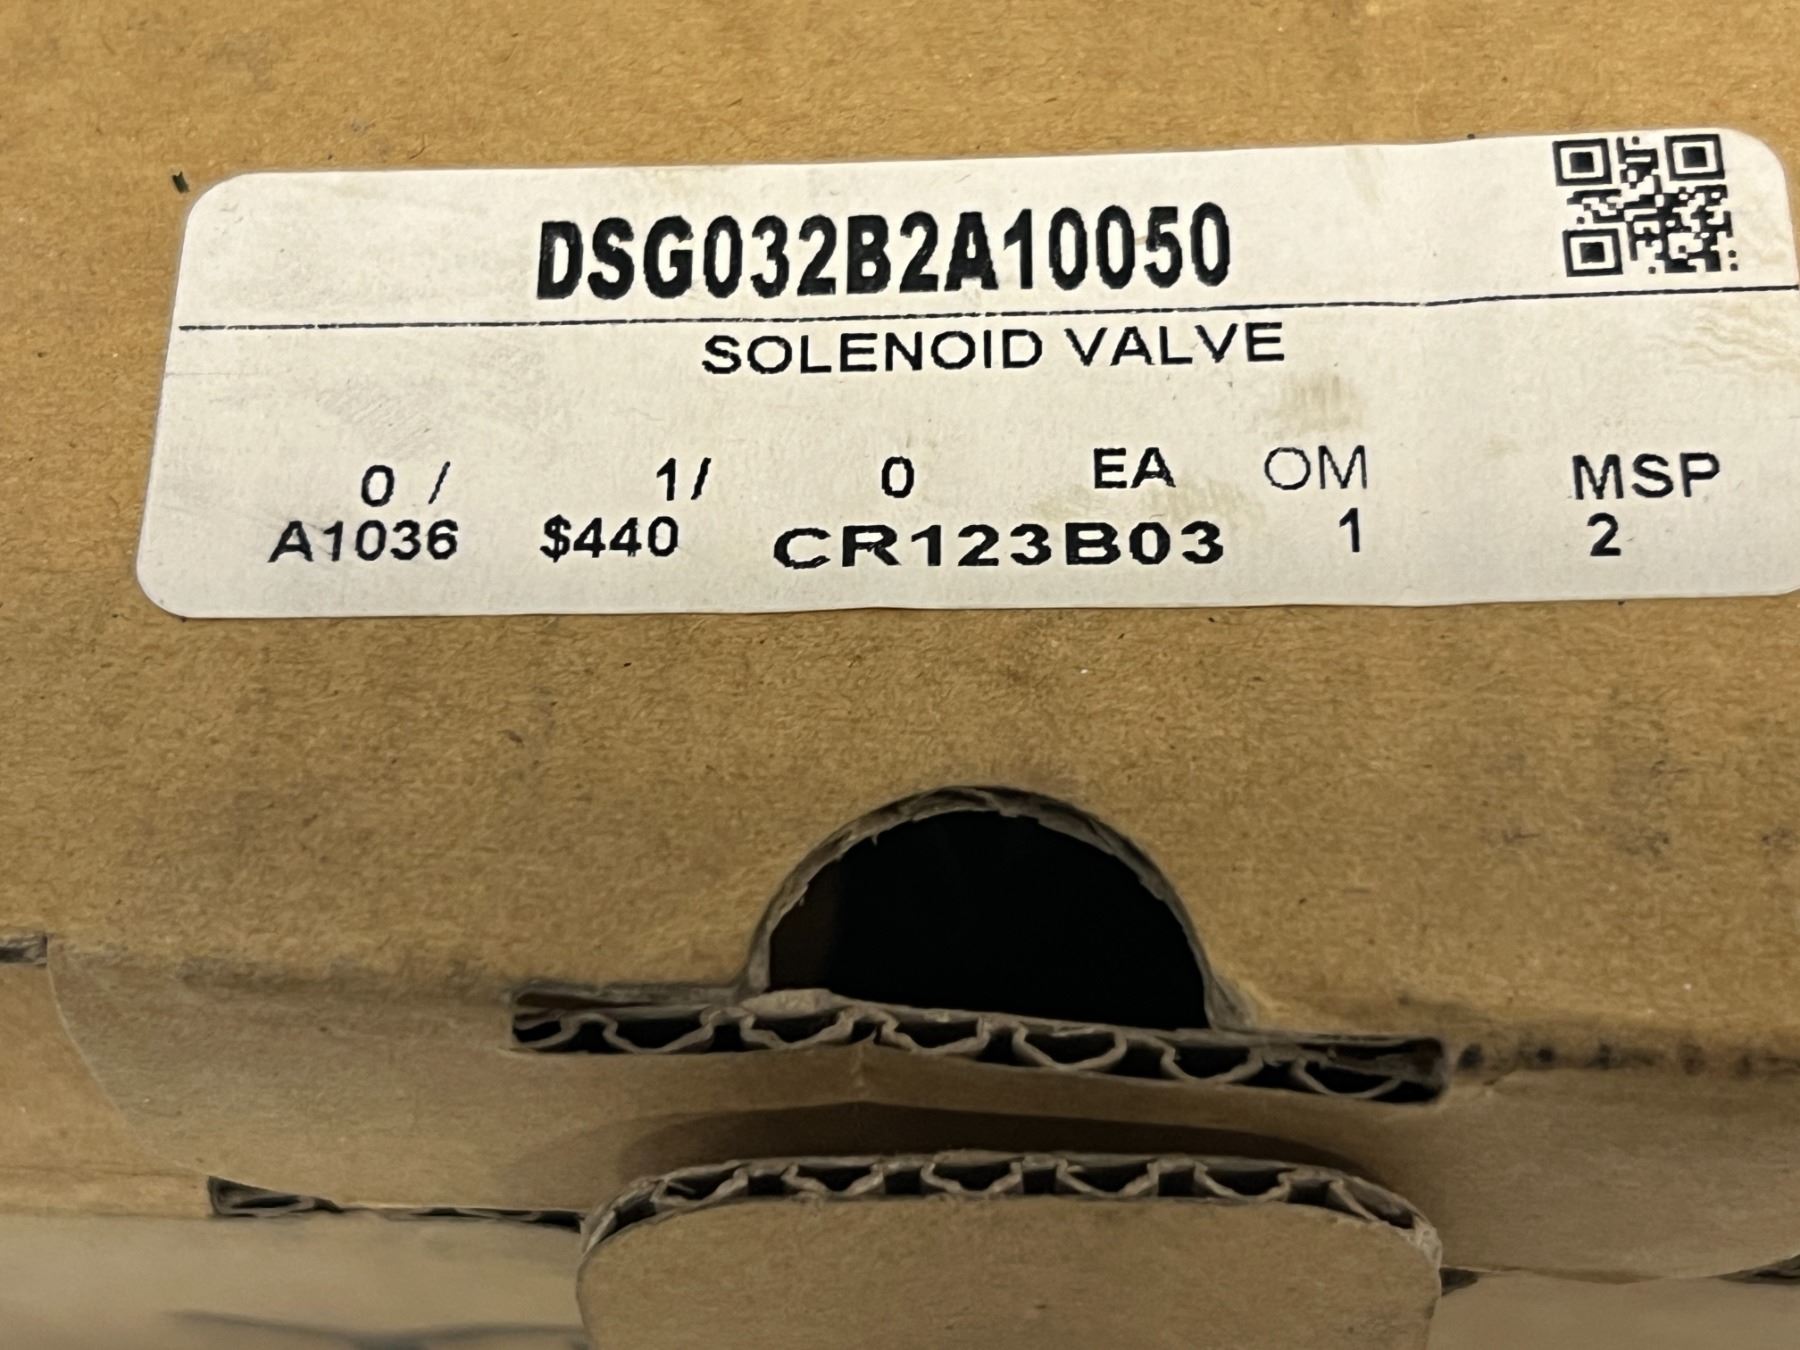 DSG032B2A10050
SOLENOID VALVE
0 / 1/ 0 EA OM MSP
A1036 $440 CR123B03 1 2